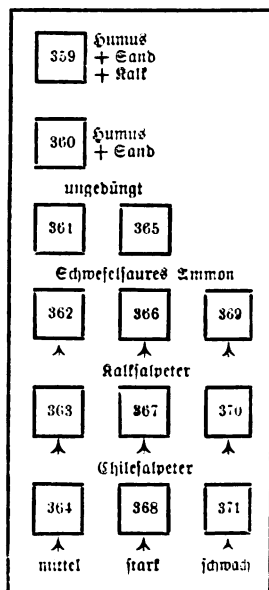 359 Humus
+ Sand
+ Kalk
360 Humus
+ Sand
ungedüngt
361 365
Schwefelsaures Ammon
362 366 369
Kalksalpeter
363 367 370
Chilesalpeter
364 368 371
mittel stark schwach